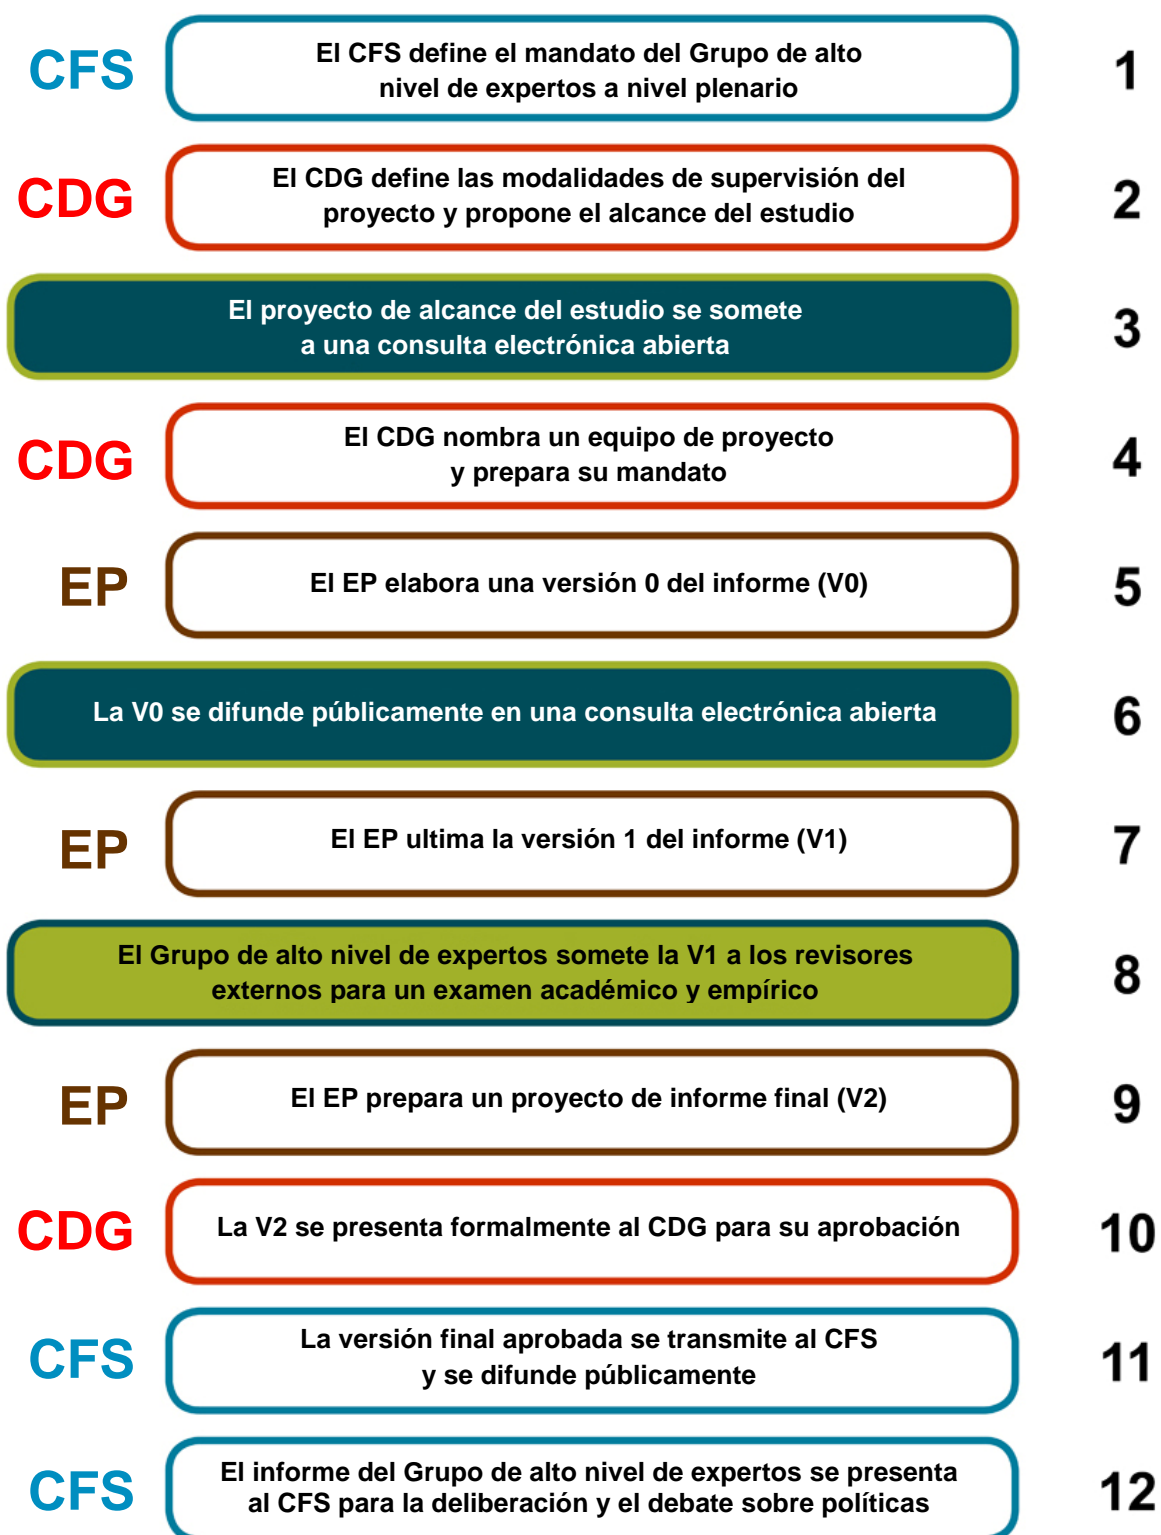 CFS
El CFS define el mandato del Grupo de alto
nivel de expertos a nivel plenario
1
CDG
El CDG define las modalidades de supervisión del
proyecto y propone el alcance del estudio
2
El proyecto de alcance del estudio se somete
a una consulta electrónica abierta
3
CDG
El CDG nombra un equipo de proyecto
y prepara su mandato
4
EP
El EP elabora una versión 0 del informe (V0)
5
La V0 se difunde públicamente en una consulta electrónica abierta
6
EP
El EP ultima la versión 1 del informe (V1)
7
El Grupo de alto nivel de expertos somete la V1 a los revisores
externos para un examen académico y empírico
8
EP
El EP prepara un proyecto de informe final (V2)
9
CDG
La V2 se presenta formalmente al CDG para su aprobación
10
CFS
La versión final aprobada se transmite al CFS
y se difunde públicamente
11
CFS
El informe del Grupo de alto nivel de expertos se presenta
al CFS para la deliberación y el debate sobre políticas
12